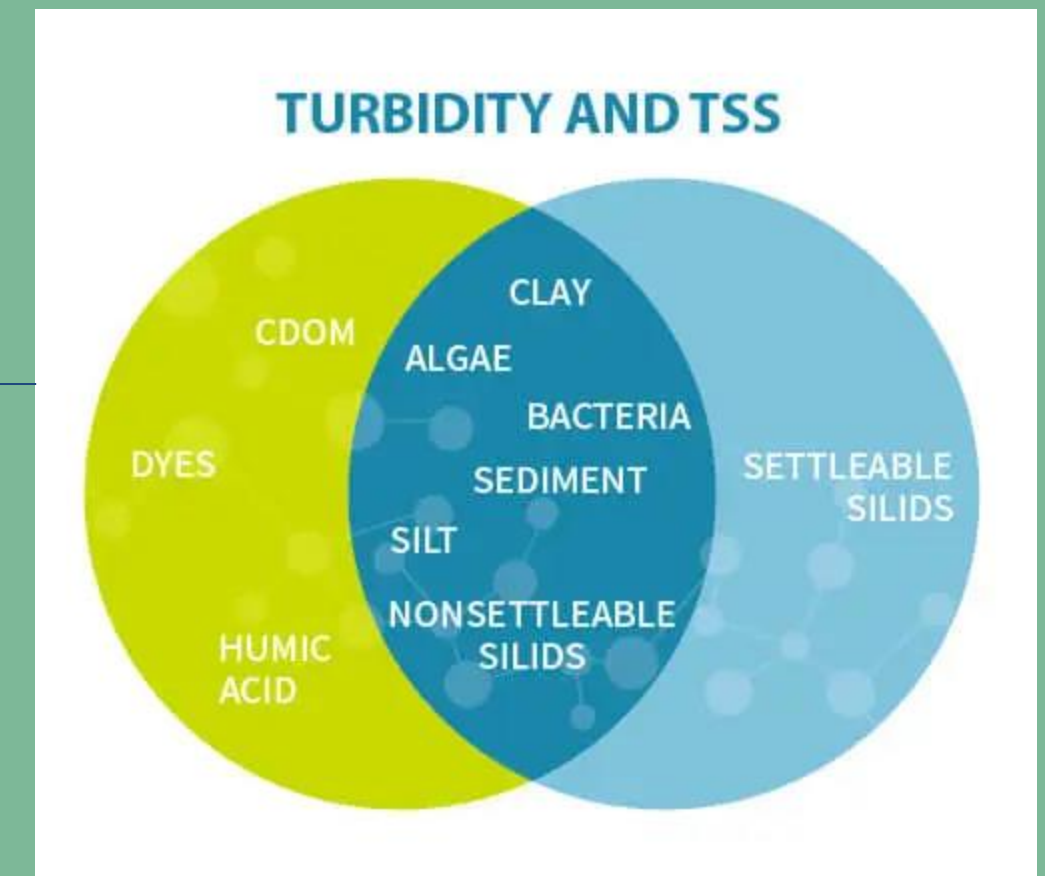 TURBIDITY AND TSS
CLAY
CDOM
ALGAE
BACTERIA
DYES
SEDIMENT
SETTLEABLE
SILIDS
SILT
NONSETTLEABLE
SILIDS
HUMIC
ACID